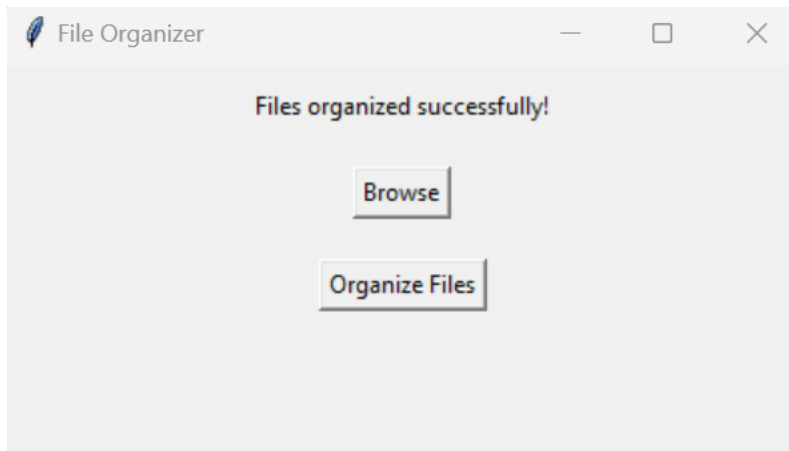 File Organizer
Files organized successfully!
Browse
Organize Files